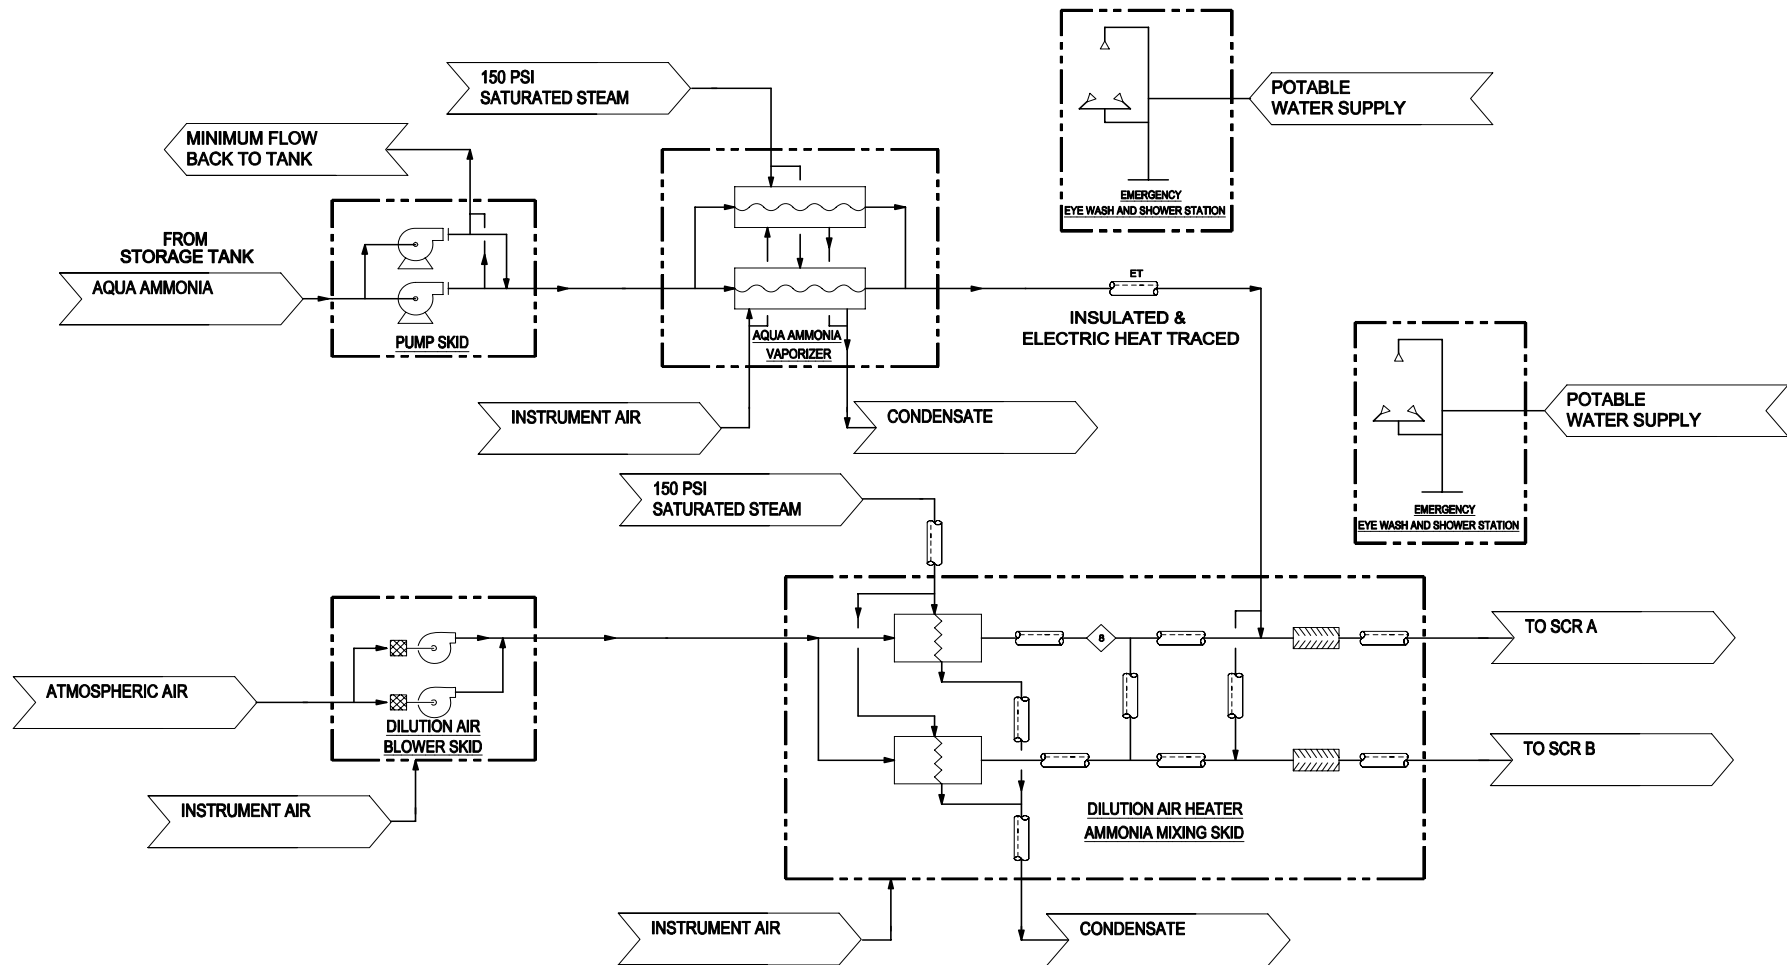 150 PSI
SATURATED STEAM
POTABLE
WATER SUPPLY
MINIMUM FLOW
BACK TO TANK
EMERGENCY
EYE WASH AND SHOWER STATION
FROM
STORAGE TANK
AQUA AMMONIA
PUMP SKID
AQUA AMMONIA
VAPORIZER
ET
INSULATED &
ELECTRIC HEAT TRACED
INSTRUMENT AIR
CONDENSATE
POTABLE
WATER SUPPLY
EMERGENCY
EYE WASH AND SHOWER STATION
150 PSI
SATURATED STEAM
ATMOSPHERIC AIR
DILUTION AIR
BLOWER SKID
INSTRUMENT AIR
8
TO SCR A
TO SCR B
DILUTION AIR HEATER
AMMONIA MIXING SKID
INSTRUMENT AIR
CONDENSATE